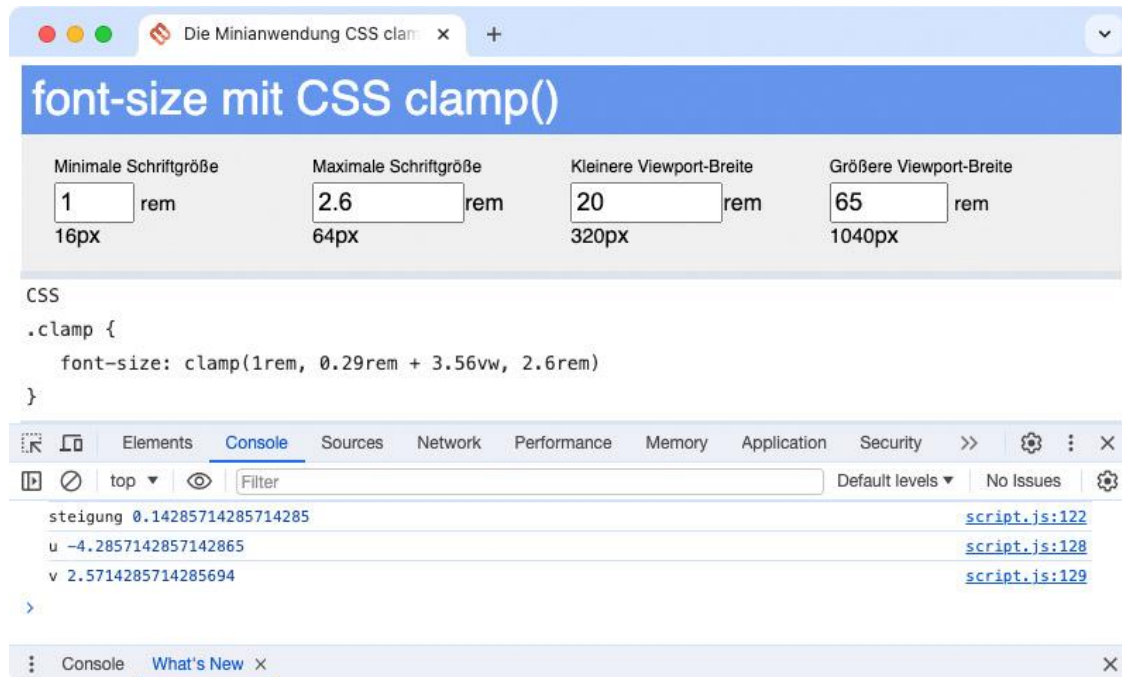 Die Minianwendung CSS clam
font-size mit CSS clamp()
Minimale Schriftgröße Maximale Schriftgröße Kleinere Viewport-Breite Größere Viewport-Breite
1 rem 2.6 rem 20 rem 65 rem
16px 64px 320px 1040px
CSS
.clamp {
font-size: clamp(1rem, 0.29rem + 3.56vw, 2.6rem)
}
Elements Console Sources Network Performance Memory Application Security
top Filter Default levels No Issues
steigung 0.14285714285714285 script.js:122
u -4.2857142857142865 script.js:128
v 2.5714285714285694 script.js:129
Console What's New